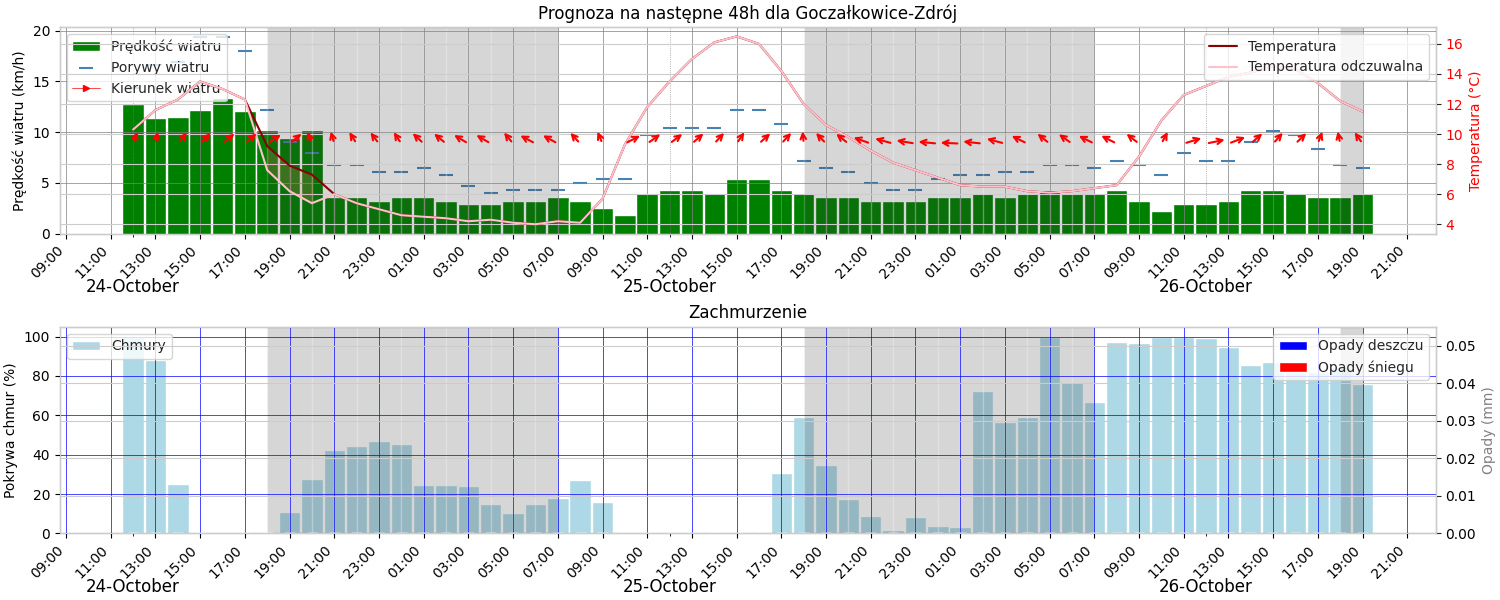 Prognoza na następne 48h dla Goczałkowice-Zdrój
Prędkość wiatru (km/h)
20
15
10
5
0
Prędkość wiatru
Porywy wiatru
Kierunek wiatru
Temperatura
Temperatura odczuwalna
16
14
12
10
8
6
4
Temperatura (°C)
09:00 11:00 13:00 15:00 17:00 19:00 21:00 07:00 01:00 03:00 05:00 07:00 09:00 11:00 13:00 15:00 17:00 19:00 21:00 07:00 01:00 03:00 05:00 07:00 09:00 11:00 13:00 15:00 17:00 19:00 21:00
24-October 25-October 26-October
Zachmurzenie
Pokrywa chmur (%)
100
80
60
40
20
0
Chmury
Opady deszczu
Opady śniegu
0.05
0.04
0.03
0.02
0.01
0.00
Opady (mm)
09:00 11:00 13:00 15:00 17:00 19:00 21:00 07:00 01:00 03:00 05:00 07:00 09:00 11:00 13:00 15:00 17:00 19:00 21:00 07:00 01:00 03:00 05:00 07:00 09:00 11:00 13:00 15:00 17:00 19:00 21:00
24-October 25-October 26-October